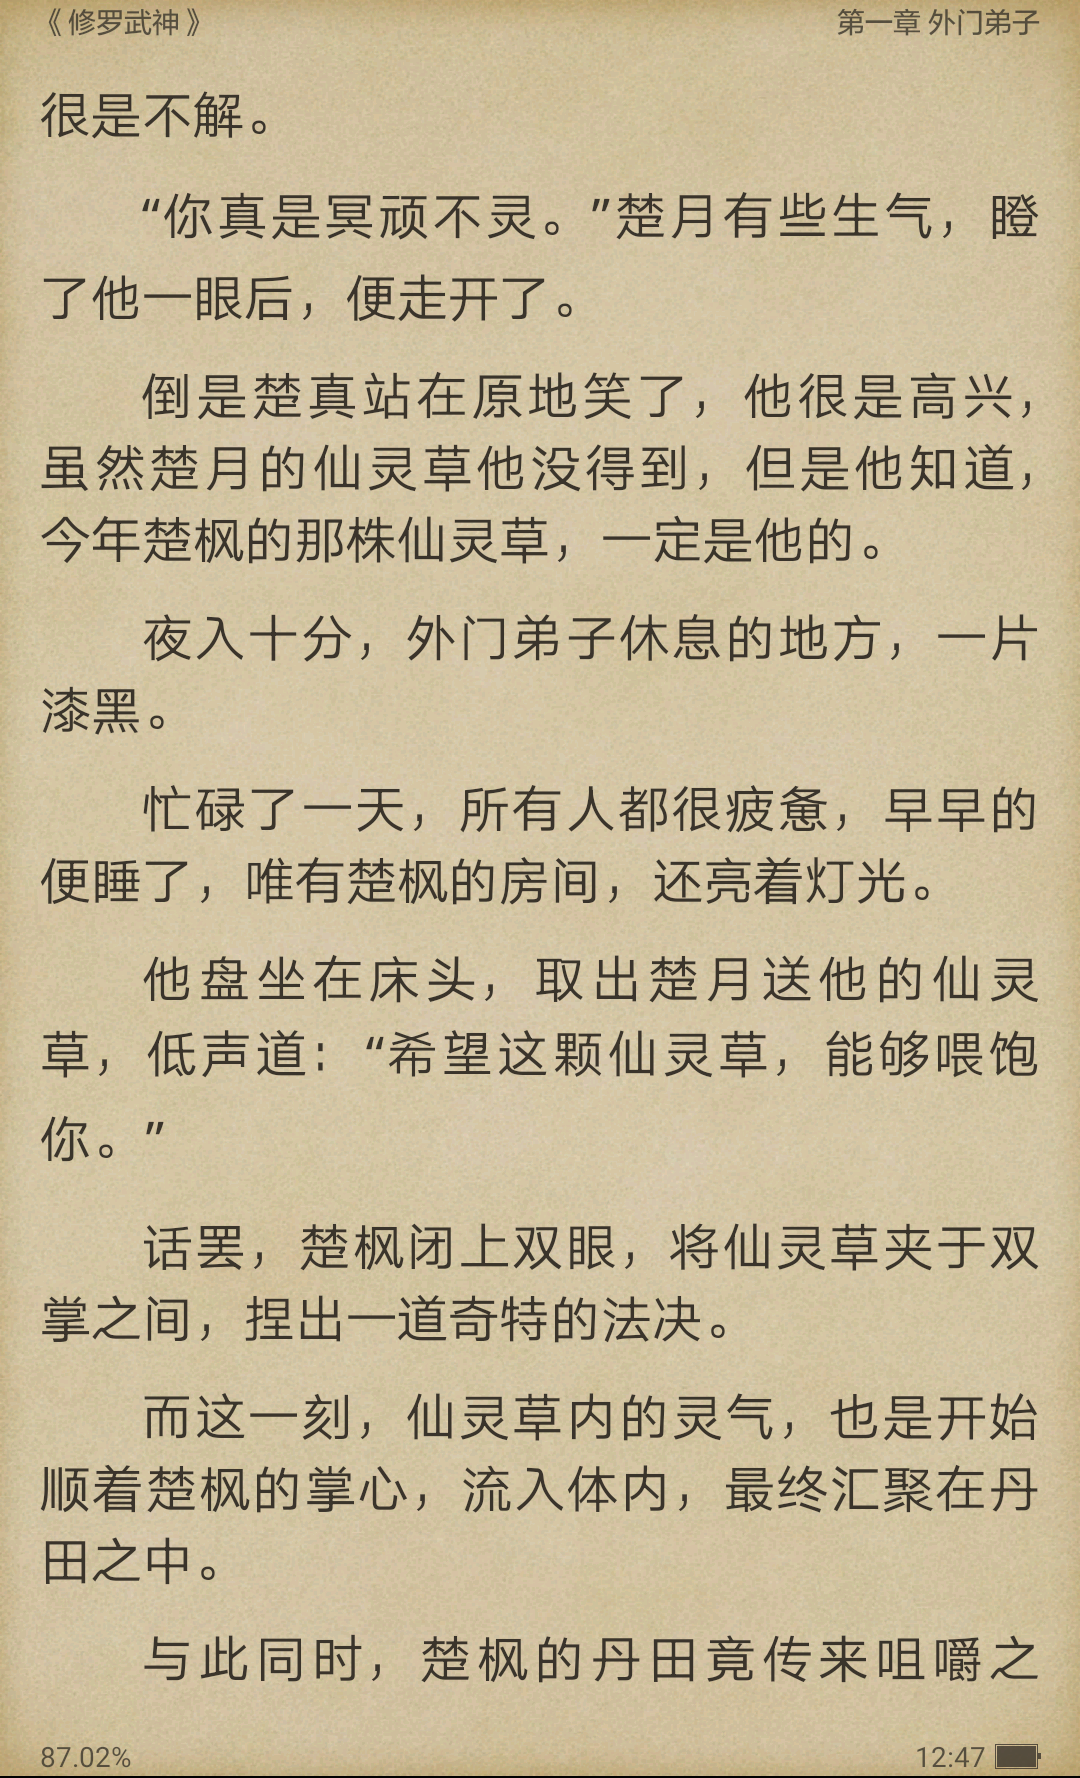 《修罗武神》 第一章 外门弟子
很是不解。
“你真是冥顽不灵。”楚月有些生气，瞪
了他一眼后，便走开了。
倒是楚真站在原地笑了，他很是高兴，
虽然楚月的仙灵草他没得到，但是他知道，
今年楚枫的那株仙灵草，一定是他的。
夜入十分，外门弟子休息的地方，一片
漆黑。
忙碌了一天，所有人都很疲惫，早早的
便睡了，唯有楚枫的房间，还亮着灯光。
他盘坐在床头，取出楚月送他的仙灵
草，低声道：“希望这颗仙灵草，能够喂饱
你。”
话罢，楚枫闭上双眼，将仙灵草夹于双
掌之间，捏出一道奇特的法决。
而这一刻，仙灵草内的灵气，也是开始
顺着楚枫的掌心，流入体内，最终汇聚在丹
田之中。
与此同时，楚枫的丹田竟传来咀嚼之
87.02% 12:47